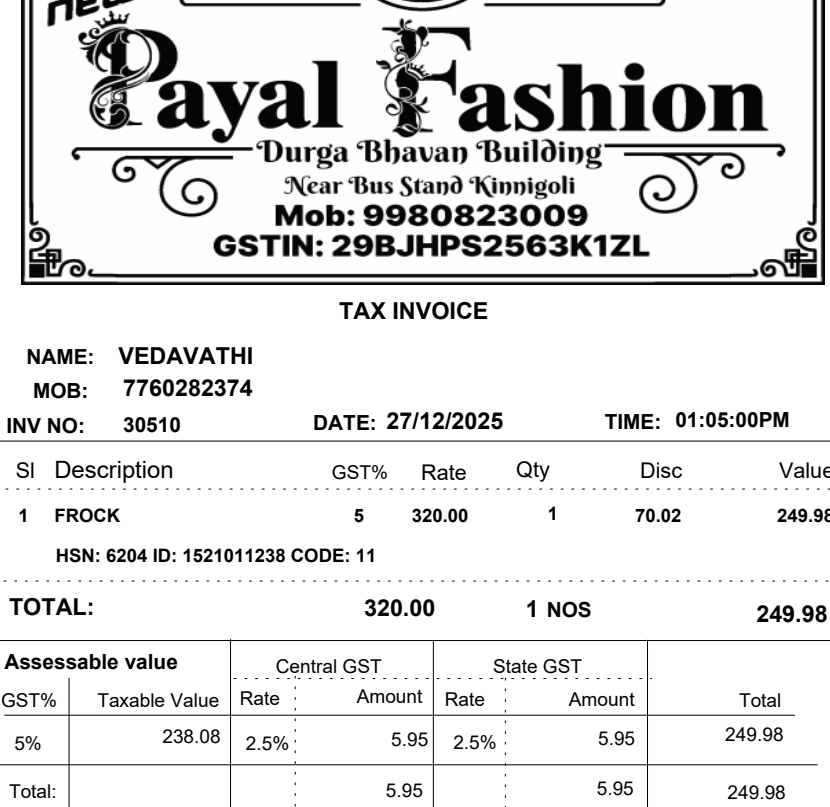 new
Payal Fashion
Durga Bhavan Building
Near Bus Stand Kinnigoli
Mob: 9980823009
GSTIN: 29BJHPS2563K1ZL
TAX INVOICE
NAME: VEDAVATHI
MOB: 7760282374
INV NO: 30510 DATE: 27/12/2025 TIME: 01:05:00PM
Sl Description GST% Rate Qty Disc Value
1 FROCK 5 320.00 1 70.02 249.98
HSN: 6204 ID: 1521011238 CODE: 11
TOTAL: 320.00 1 NOS 249.98
Assessable value Central GST State GST
GST% Taxable Value Rate Amount Rate Amount Total
5% 238.08 2.5% 5.95 2.5% 5.95 249.98
Total: 5.95 5.95 249.98